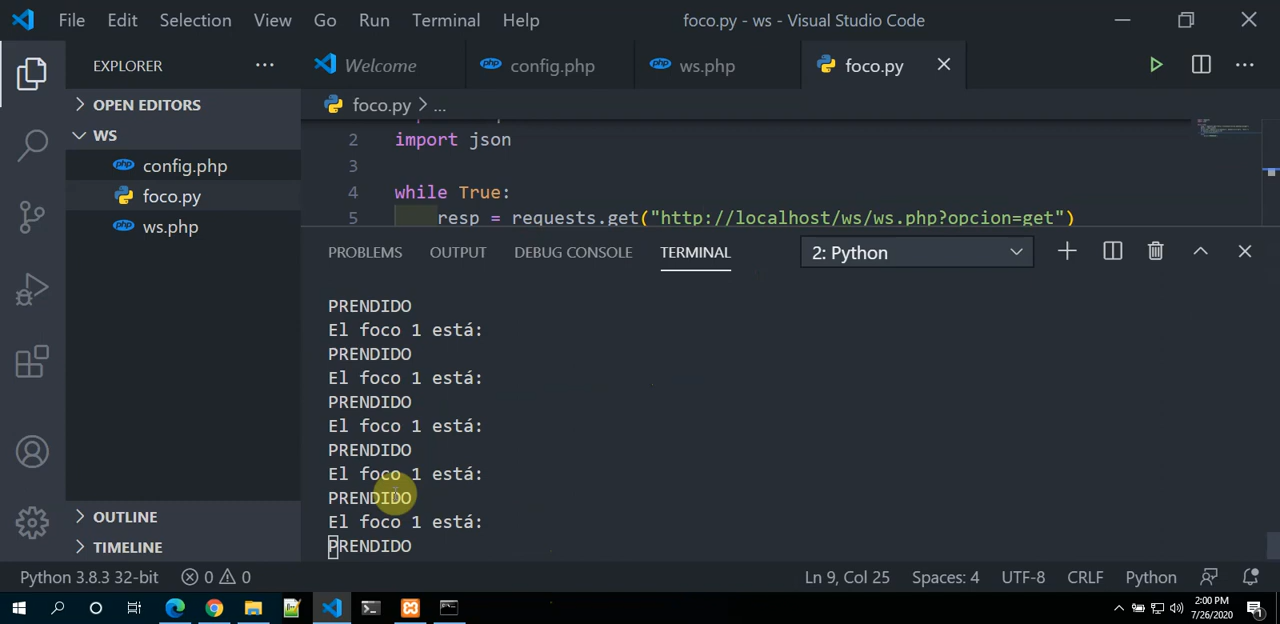 File Edit Selection View Go Run Terminal Help foco.py - ws - Visual Studio Code
EXPLORER
Welcome config.php ws.php foco.py
OPEN EDITORS
WS
config.php
foco.py
ws.php
OUTLINE
TIMELINE
foco.py > ...
2 import json
3
4 while True:
5 resp = requests.get("http://localhost/ws/ws.php?opcion=get")
PROBLEMS OUTPUT DEBUG CONSOLE TERMINAL 2: Python
PRENDIDO
El foco 1 está:
PRENDIDO
El foco 1 está:
PRENDIDO
El foco 1 está:
PRENDIDO
El foco 1 está:
PRENDIDO
El foco 1 está:
PRENDIDO
Python 3.8.3 32-bit 0 0 Ln 9, Col 25 Spaces: 4 UTF-8 CRLF Python
2:00 PM
7/26/2020
1